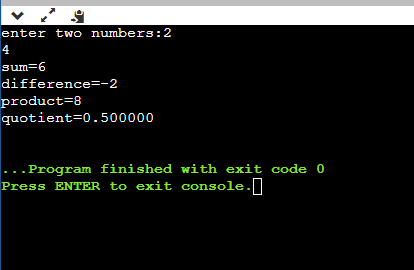 enter two numbers:2
4
sum=6
difference=-2
product=8
quotient=0.500000
...Program finished with exit code 0
Press ENTER to exit console.